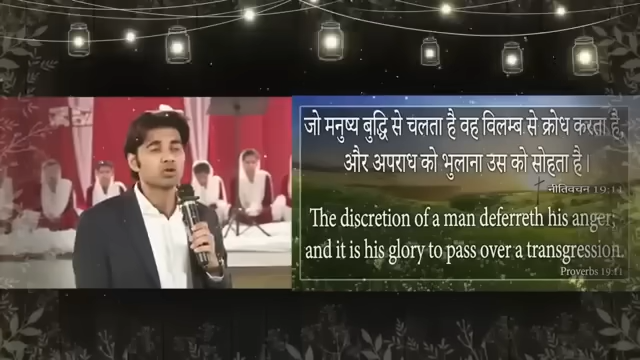 जो मनुष्य बुद्धि से चलता है वह विलम्ब से क्रोध करता है,
और अपराध को भुलाना उस को सोहता है।
नीतिवचन 19:11
The discretion of a man deferreth his anger;
and it is his glory to pass over a transgression.
Proverbs 19:11